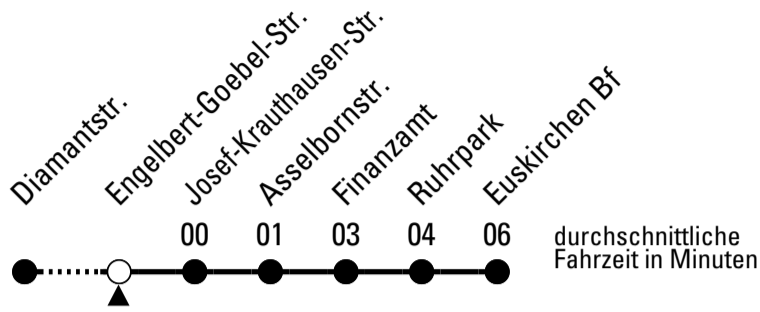 Diamantstr.
Engelbert-Goebel-Str.
Josef-Krauthausen-Str.
Asselbornstr.
Finanzamt
Ruhrpark
Euskirchen Bf
00 01 03 04 06
durchschnittliche
Fahrzeit in Minuten